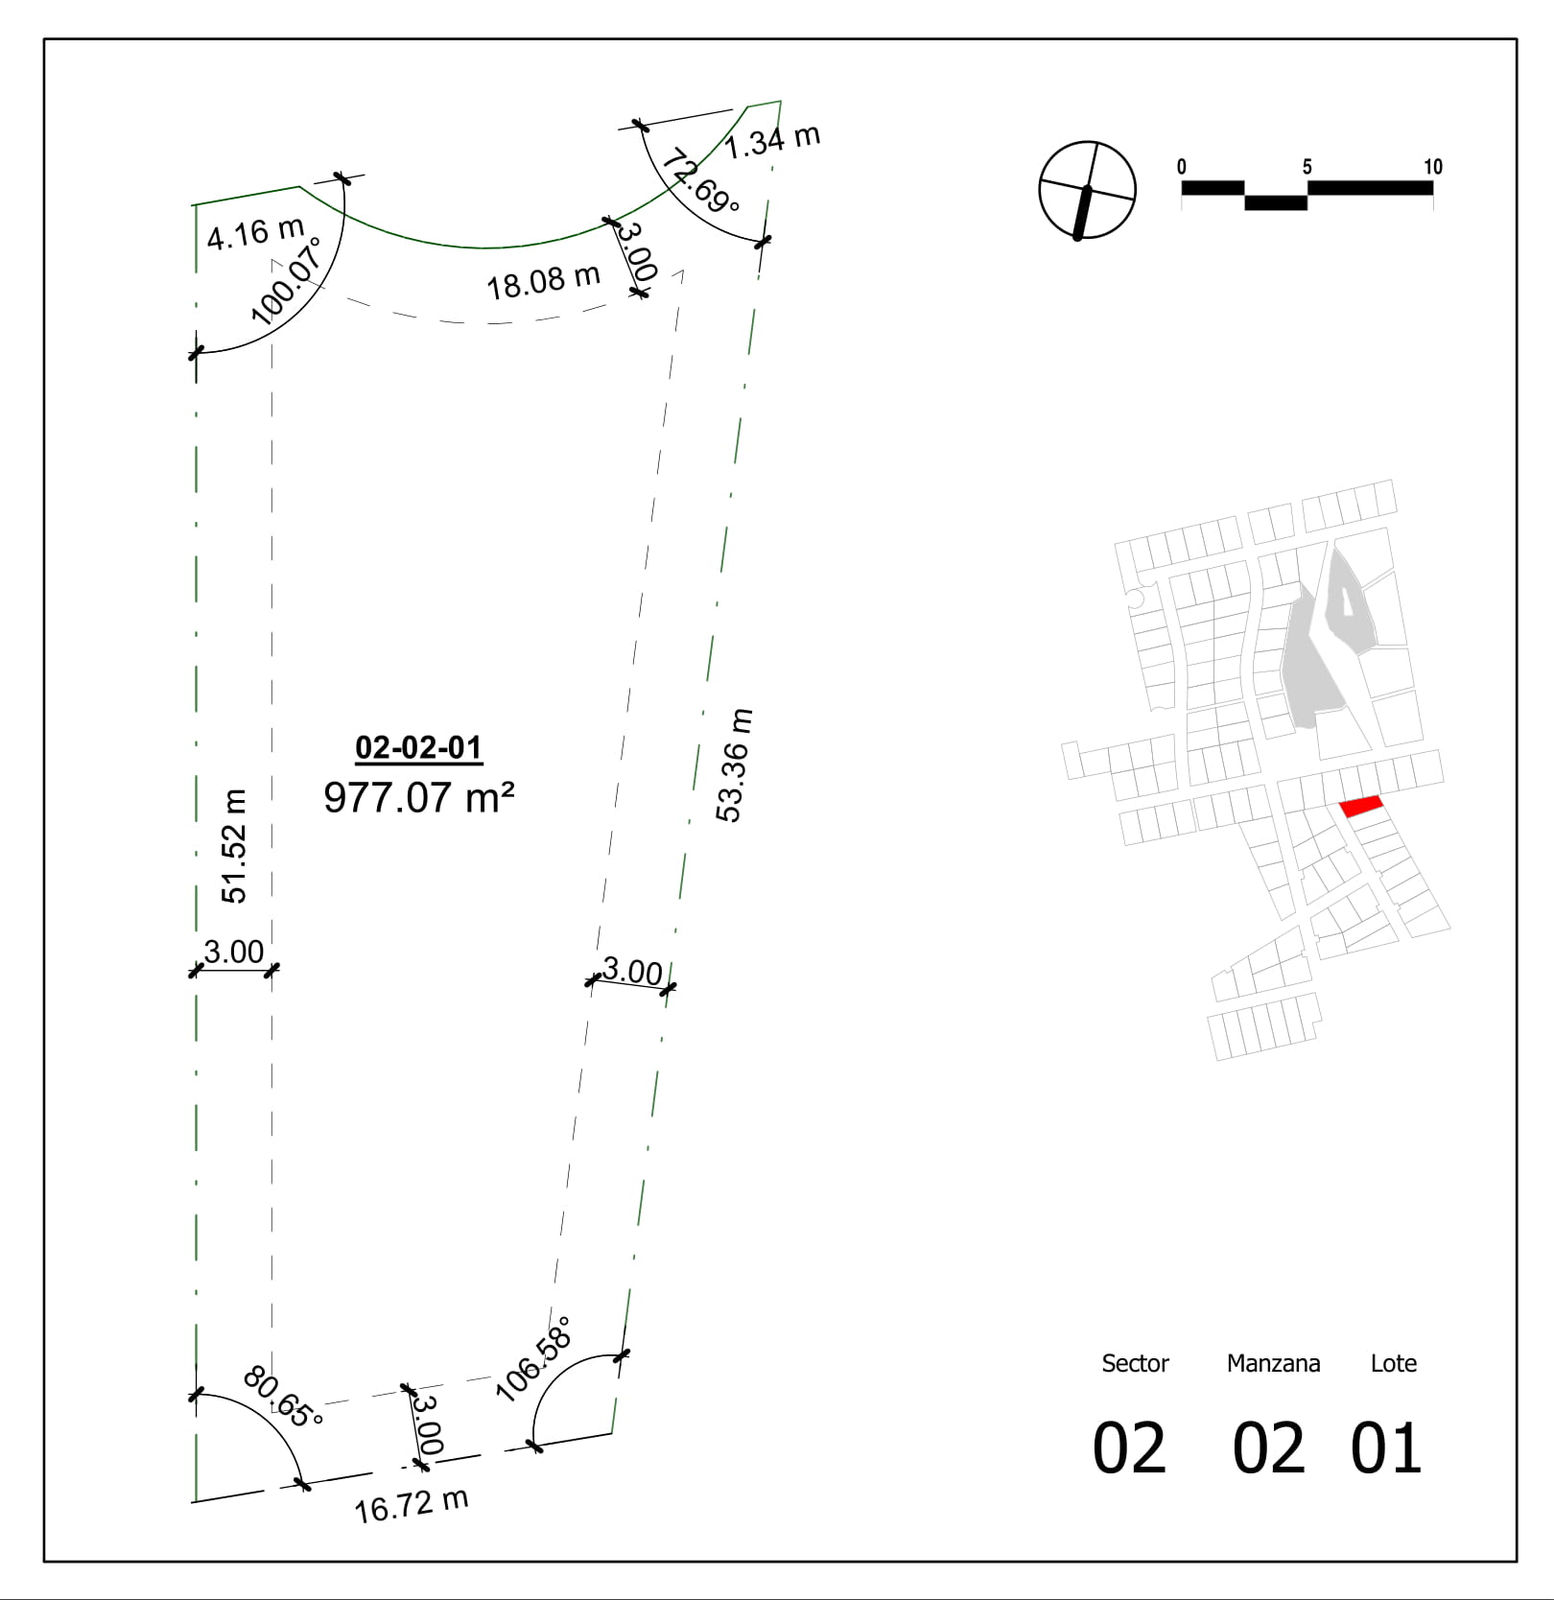 1.34 m
72.69°
0 5 10
4.16 m
100.07°
3.00
18.08 m
02-02-01
977.07 m²
53.36 m
51.52 m
3.00
3.00
106.58°
80.65°
3.00
16.72 m
Sector Manzana Lote
02 02 01